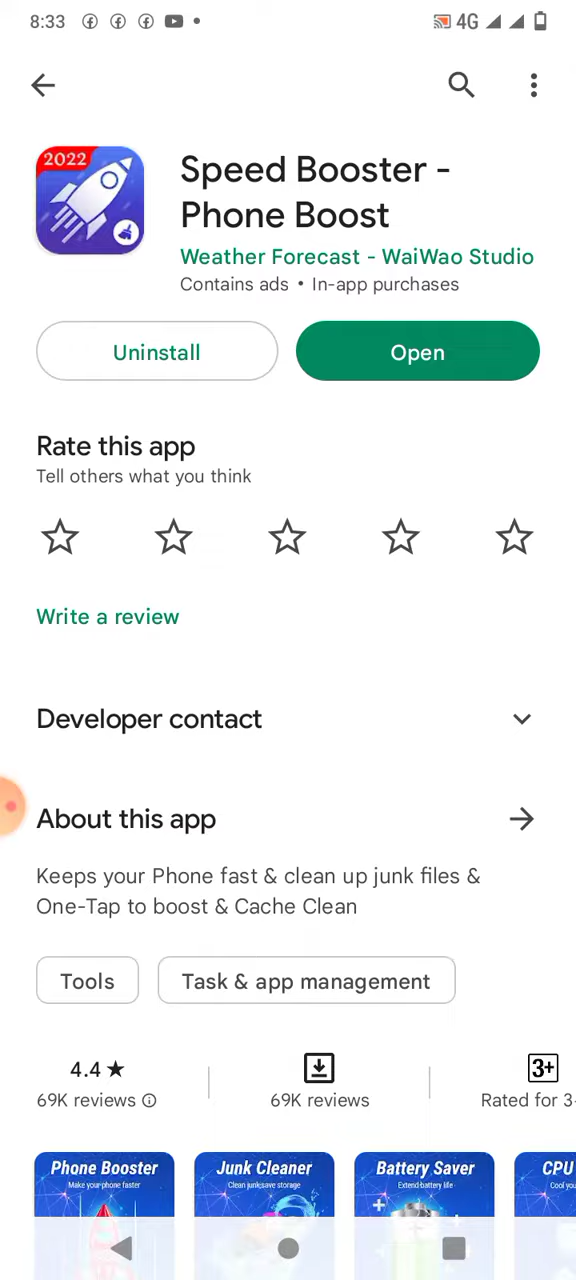 8:33
4G
2022
Speed Booster -
Phone Boost
Weather Forecast - WaiWao Studio
Contains ads • In-app purchases
Uninstall
Open
Rate this app
Tell others what you think
Write a review
Developer contact
About this app
Keeps your Phone fast & clean up junk files &
One-Tap to boost & Cache Clean
Tools
Task & app management
4.4 ★
3+
69K reviews
69K reviews
Rated for 3
Phone Booster
Junk Cleaner
Battery Saver
CPU
Make your phone faster
Clean junk,save storage
Extend battery life
Cool you